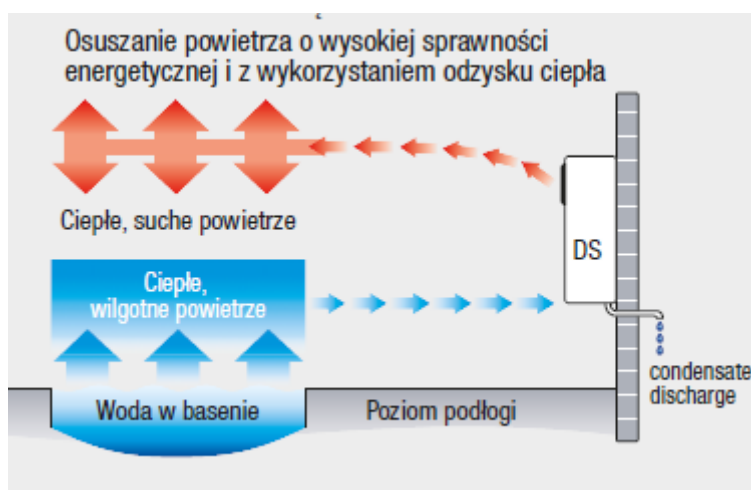 Osuszanie powietrza o wysokiej sprawności
energetycznej i z wykorzystaniem odzysku ciepła
Ciepłe, suche powietrze
DS
Ciepłe,
wilgotne powietrze
condensate
discharge
Woda w basenie
Poziom podłogi